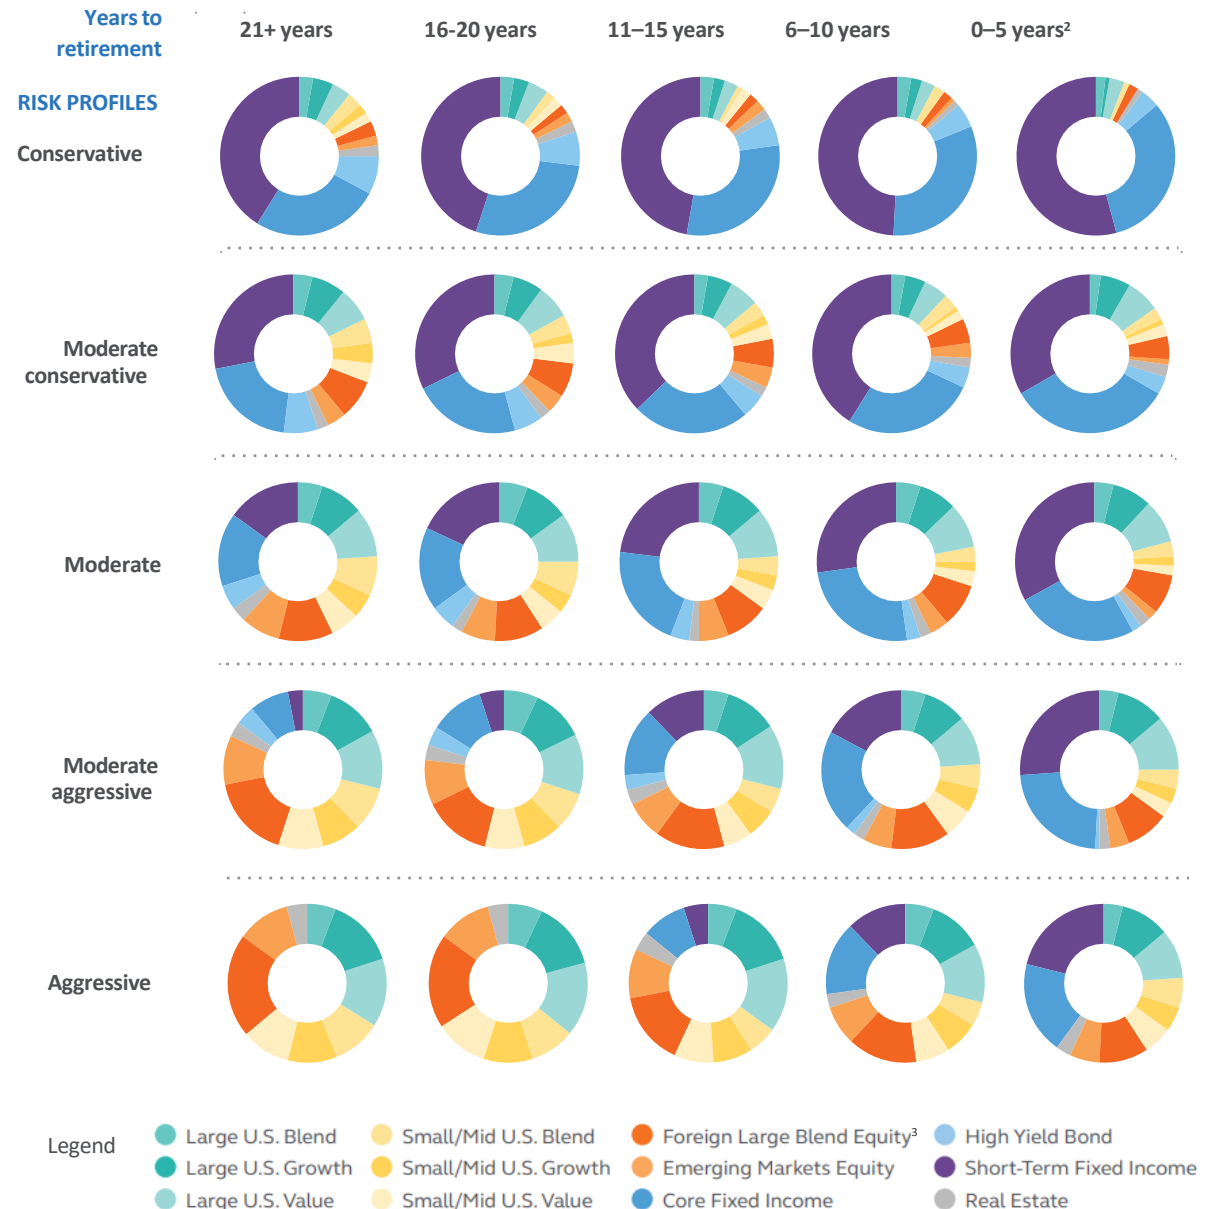 Years to
retirement
21+ years
16-20 years
11–15 years
6–10 years
0–5 years²
RISK PROFILES
Conservative
Moderate
conservative
Moderate
Moderate
aggressive
Aggressive
Legend
Large U.S. Blend
Small/Mid U.S. Blend
Foreign Large Blend Equity³
High Yield Bond
Large U.S. Growth
Small/Mid U.S. Growth
Emerging Markets Equity
Short-Term Fixed Income
Large U.S. Value
Small/Mid U.S. Value
Core Fixed Income
Real Estate